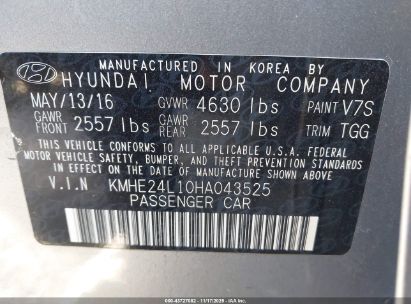 MANUFACTURED IN KOREA BY
HYUNDAI MOTOR COMPANY
MAY/13/16 GVWR 4630 lbs PAINT V7S
GAWR FRONT 2557 lbs GAWR REAR 2557 lbs TRIM TGG
THIS VEHICLE CONFORMS TO ALL APPLICABLE U.S.A. FEDERAL
MOTOR VEHICLE SAFETY, BUMPER, AND THEFT PREVENTION STANDARDS
IN EFFECT ON THE DATE OF MANUFACTURE SHOWN ABOVE.
V.I.N KMHE24L10HA043525
PASSENGER CAR